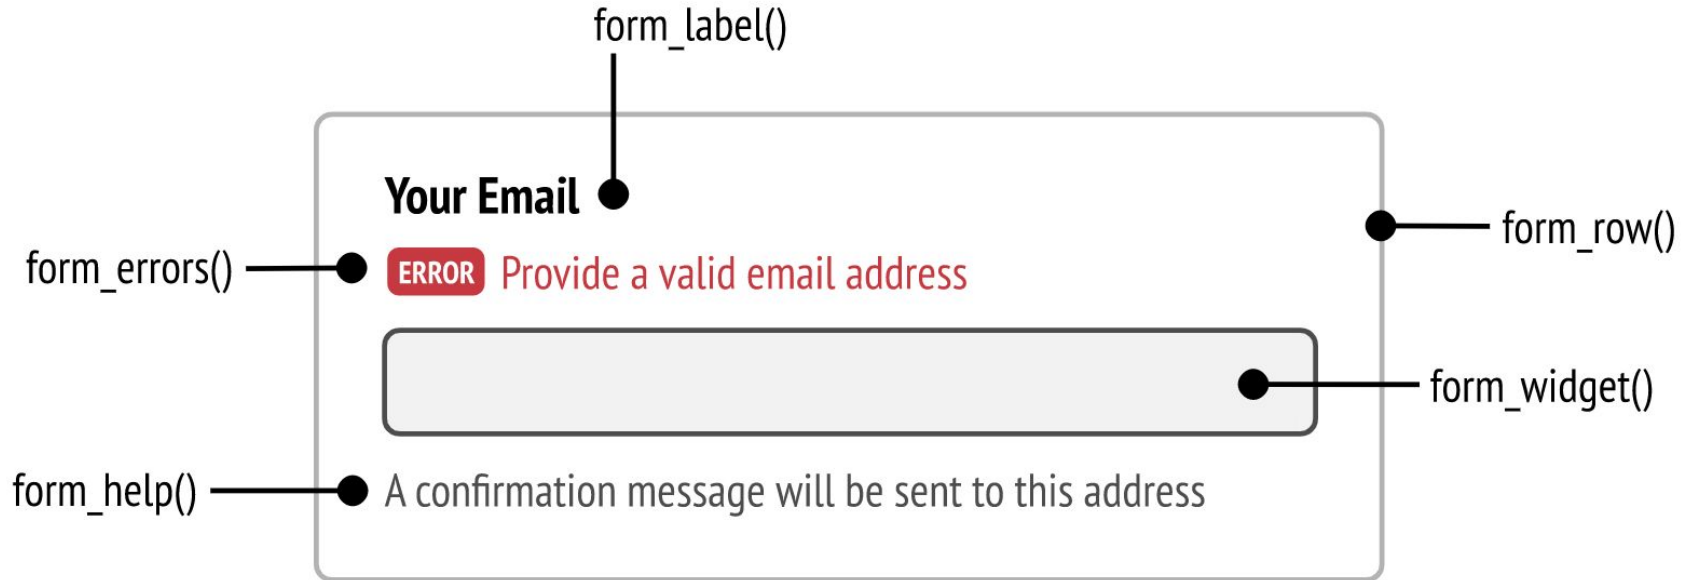 form_label()
Your Email
form_row()
form_errors()
ERROR Provide a valid email address
form_widget()
form_help()
A confirmation message will be sent to this address